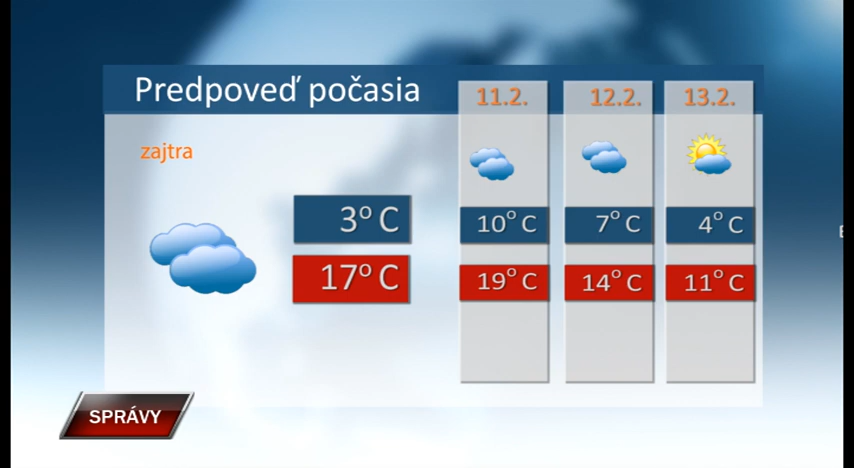 Predpoveď počasia
zajtra
3° C
17° C
11.2.
10° C
19° C
12.2.
7° C
14° C
13.2.
4° C
11° C
SPRÁVY